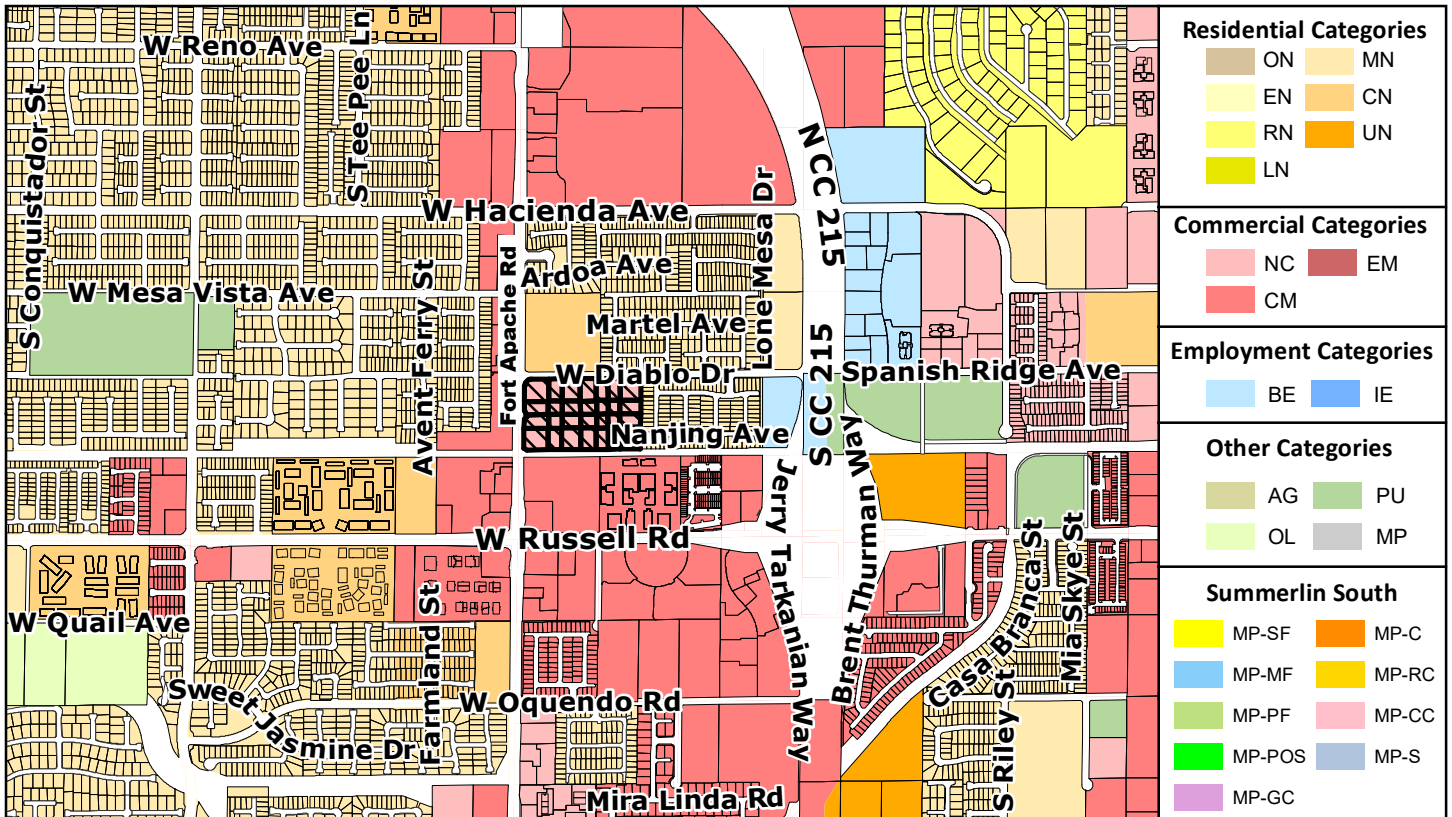 W Reno Ave
S Tee Pee Ln
S Conquistador St
N CC 215
W Hacienda Ave
Lone Mesa Dr
Fort Apache Rd
Ardoa Ave
Avent Ferry St
W Mesa Vista Ave
Martel Ave
S CC 215
W Diablo Dr
Spanish Ridge Ave
Nanjing Ave
Jerry Tarkanian Way
Brent Thurman Way
W Russell Rd
Casa Branca St
Mia Skye St
W Quail Ave
Farmland St
Sweet Jasmine Dr
W Oquendo Rd
S Riley St
Mira Linda Rd
Residential Categories
ON MN
EN CN
RN UN
LN
Commercial Categories
NC EM
CM
Employment Categories
BE IE
Other Categories
AG PU
OL MP
Summerlin South
MP-SF MP-C
MP-MF MP-RC
MP-PF MP-CC
MP-POS MP-S
MP-GC